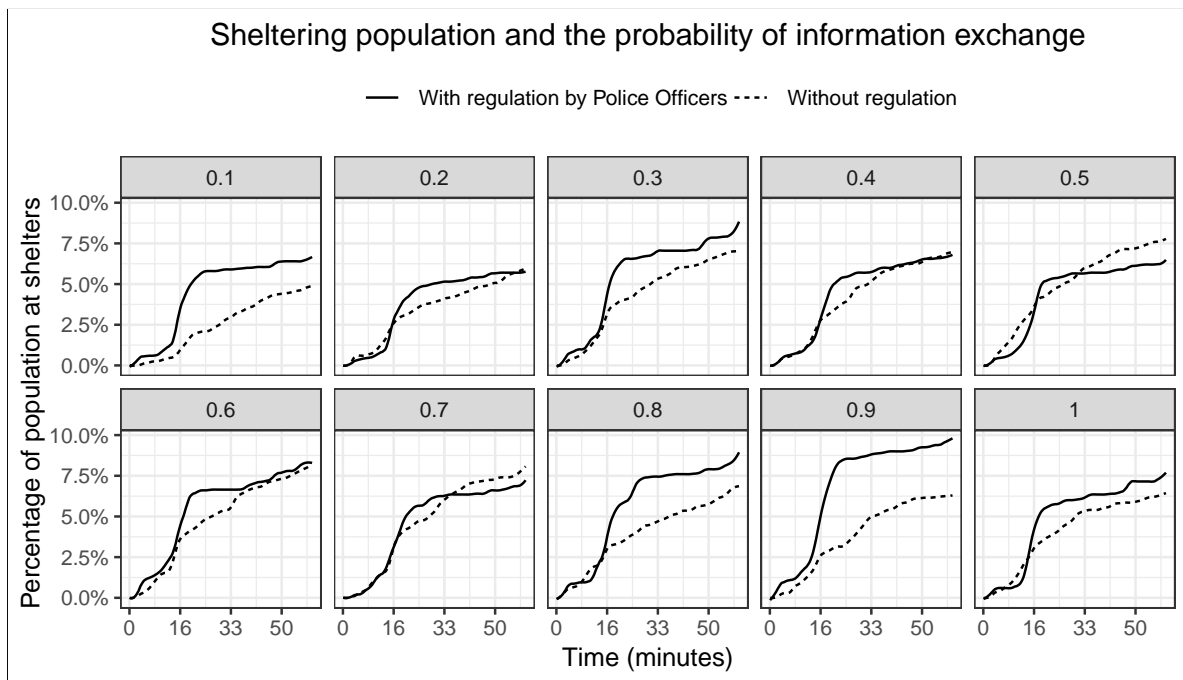 Sheltering population and the probability of information exchange
With regulation by Police Officers Without regulation
Percentage of population at shelters
0.1 0.2 0.3 0.4 0.5
10.0%
7.5%
5.0%
2.5%
0.0%
0.6 0.7 0.8 0.9 1
10.0%
7.5%
5.0%
2.5%
0.0%
0 16 33 50 0 16 33 50 0 16 33 50 0 16 33 50 0 16 33 50
Time (minutes)